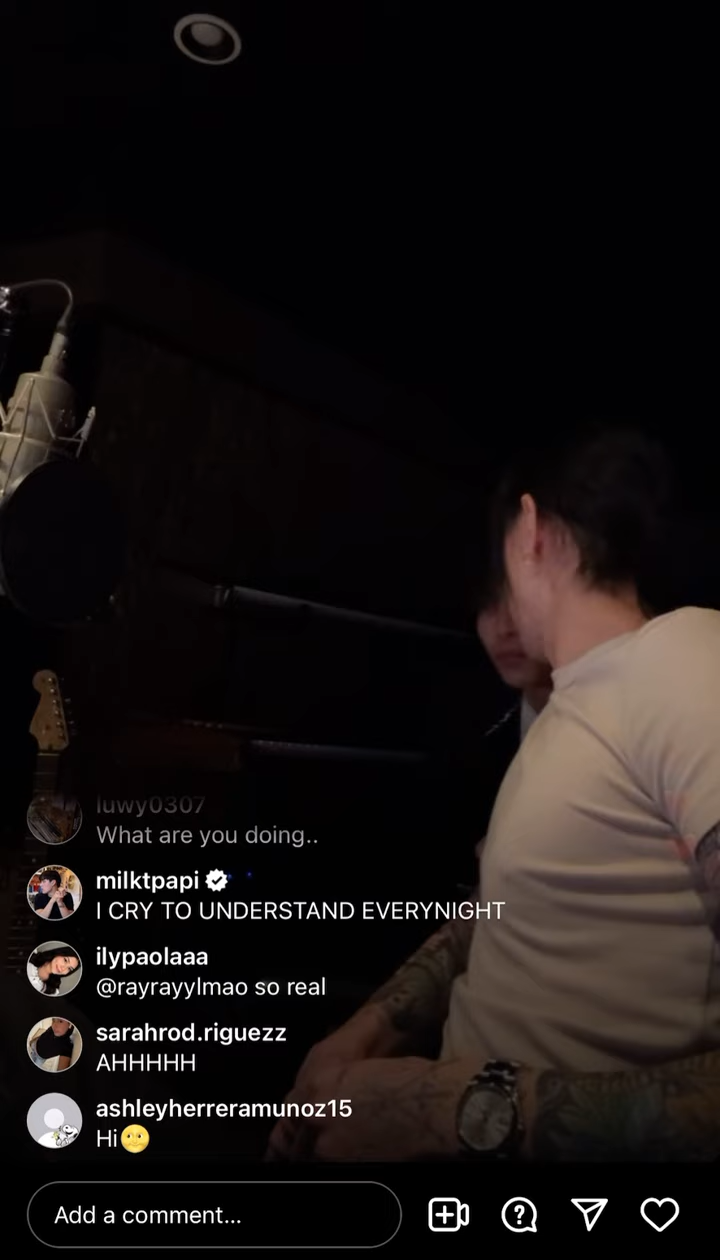 luwy0307
What are you doing..
milktpapi
I CRY TO UNDERSTAND EVERYNIGHT
ilypaolaaa
@rayrayylmao so real
sarahrod.riguezz
AHHHHH
ashleyherreramunoz15
Hi🌝
Add a comment...